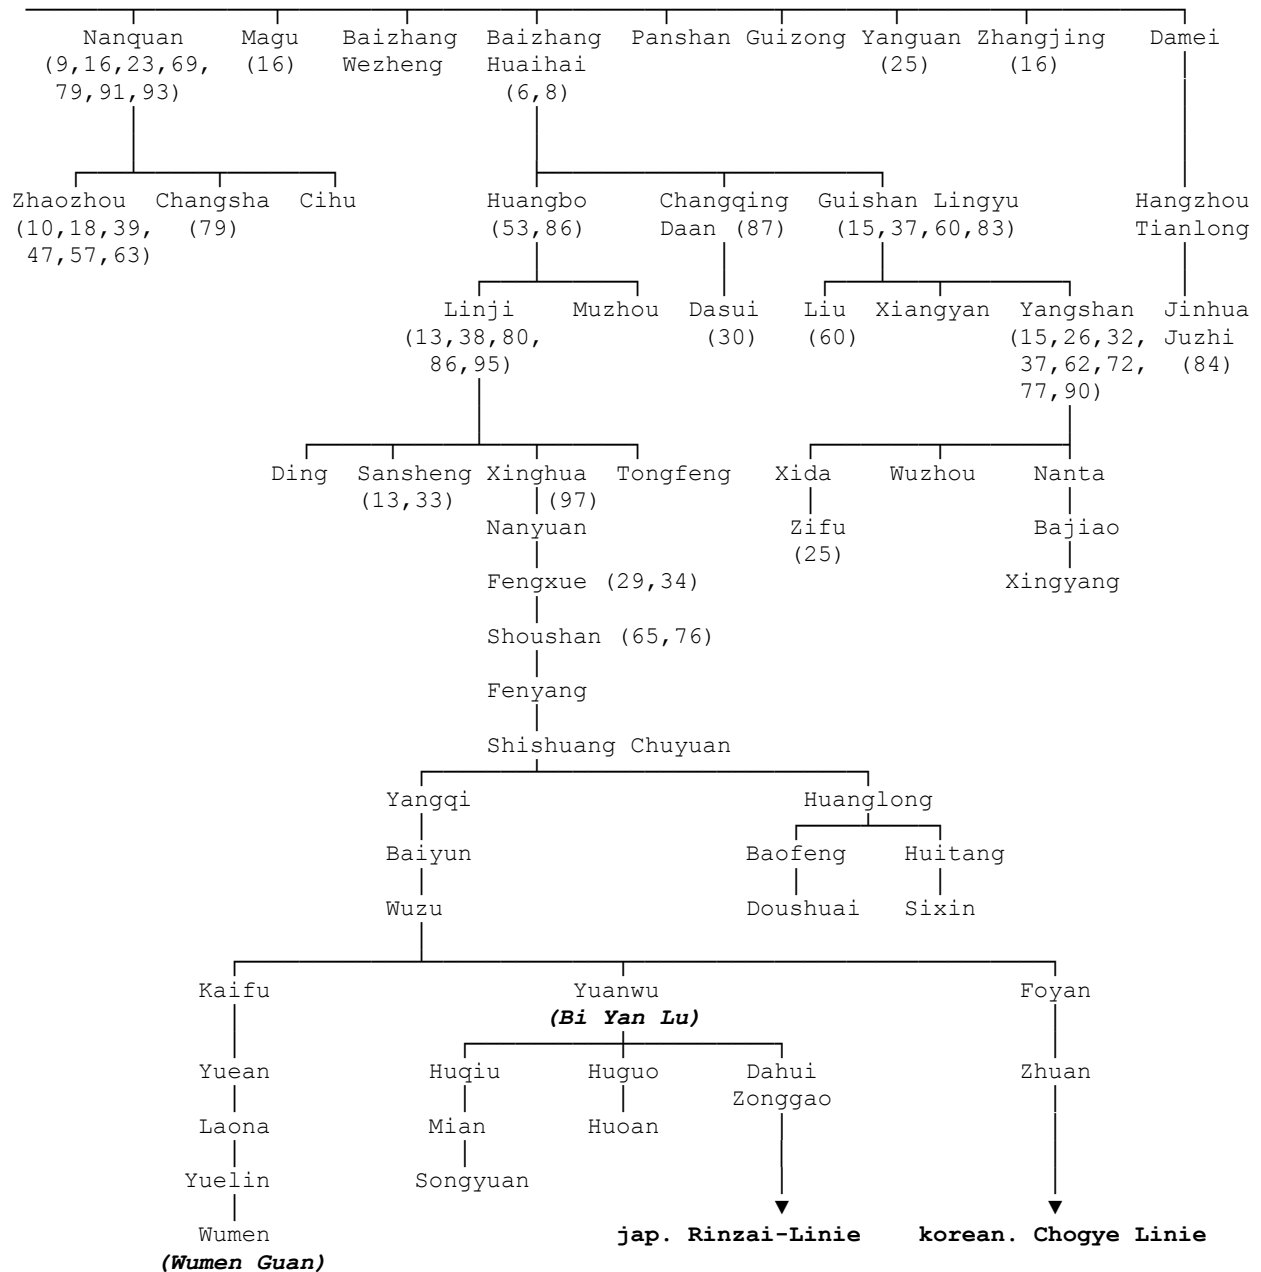 Nanquan Magu Baizhang Baizhang Panshan Guizong Yanguan Zhangjing Damei
(9,16,23,69, (16) Wezheng Huaihai (25) (16)
79,91,93) (6,8)
Zhaozhou Changsha Cihu Huangbo Changqing Guishan Lingyu Hangzhou
(10,18,39, (79) (53,86) Daan (87) (15,37,60,83) Tianlong
47,57,63)
Linji Muzhou Dasui Liu Xiangyan Yangshan Jinhua
(13,38,80, (30) (60) (15,26,32, Juzhi
86,95) 37,62,72, (84)
77,90)
Ding Sansheng Xinghua Tongfeng Xida Wuzhou Nanta
(13,33) (97)
Nanyuan Zifu Bajiao
(25)
Fengxue (29,34) Xingyang
Shoushan (65,76)
Fenyang
Shishuang Chuyuan
Yangqi Huanglong
Baiyun Baofeng Huitang
Wuzu Doushuai Sixin
Kaifu Yuanwu Foyan
(Bi Yan Lu)
Yuean Huqiu Huguo Dahui Zhuan
Zonggao
Laona Mian Huoan
Yuelin Songyuan
Wumen jap. Rinzai-Linie korean. Chogye Linie
(Wumen Guan)